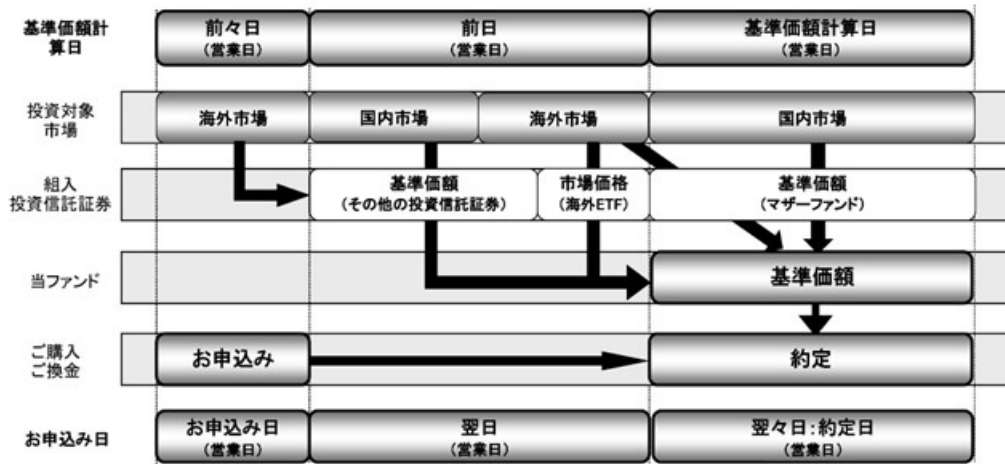 基準価額計
算日
前々日
(営業日)
前日
(営業日)
基準価額計算日
(営業日)
投資対象
市場
海外市場
国内市場
海外市場
国内市場
組入
投資信託証券
基準価額
(その他の投資信託証券)
市場価格
(海外ETF)
基準価額
(マザーファンド)
当ファンド
基準価額
ご購入
ご換金
お申込み
約定
お申込み日
お申込み日
(営業日)
翌日
(営業日)
翌々日:約定日
(営業日)